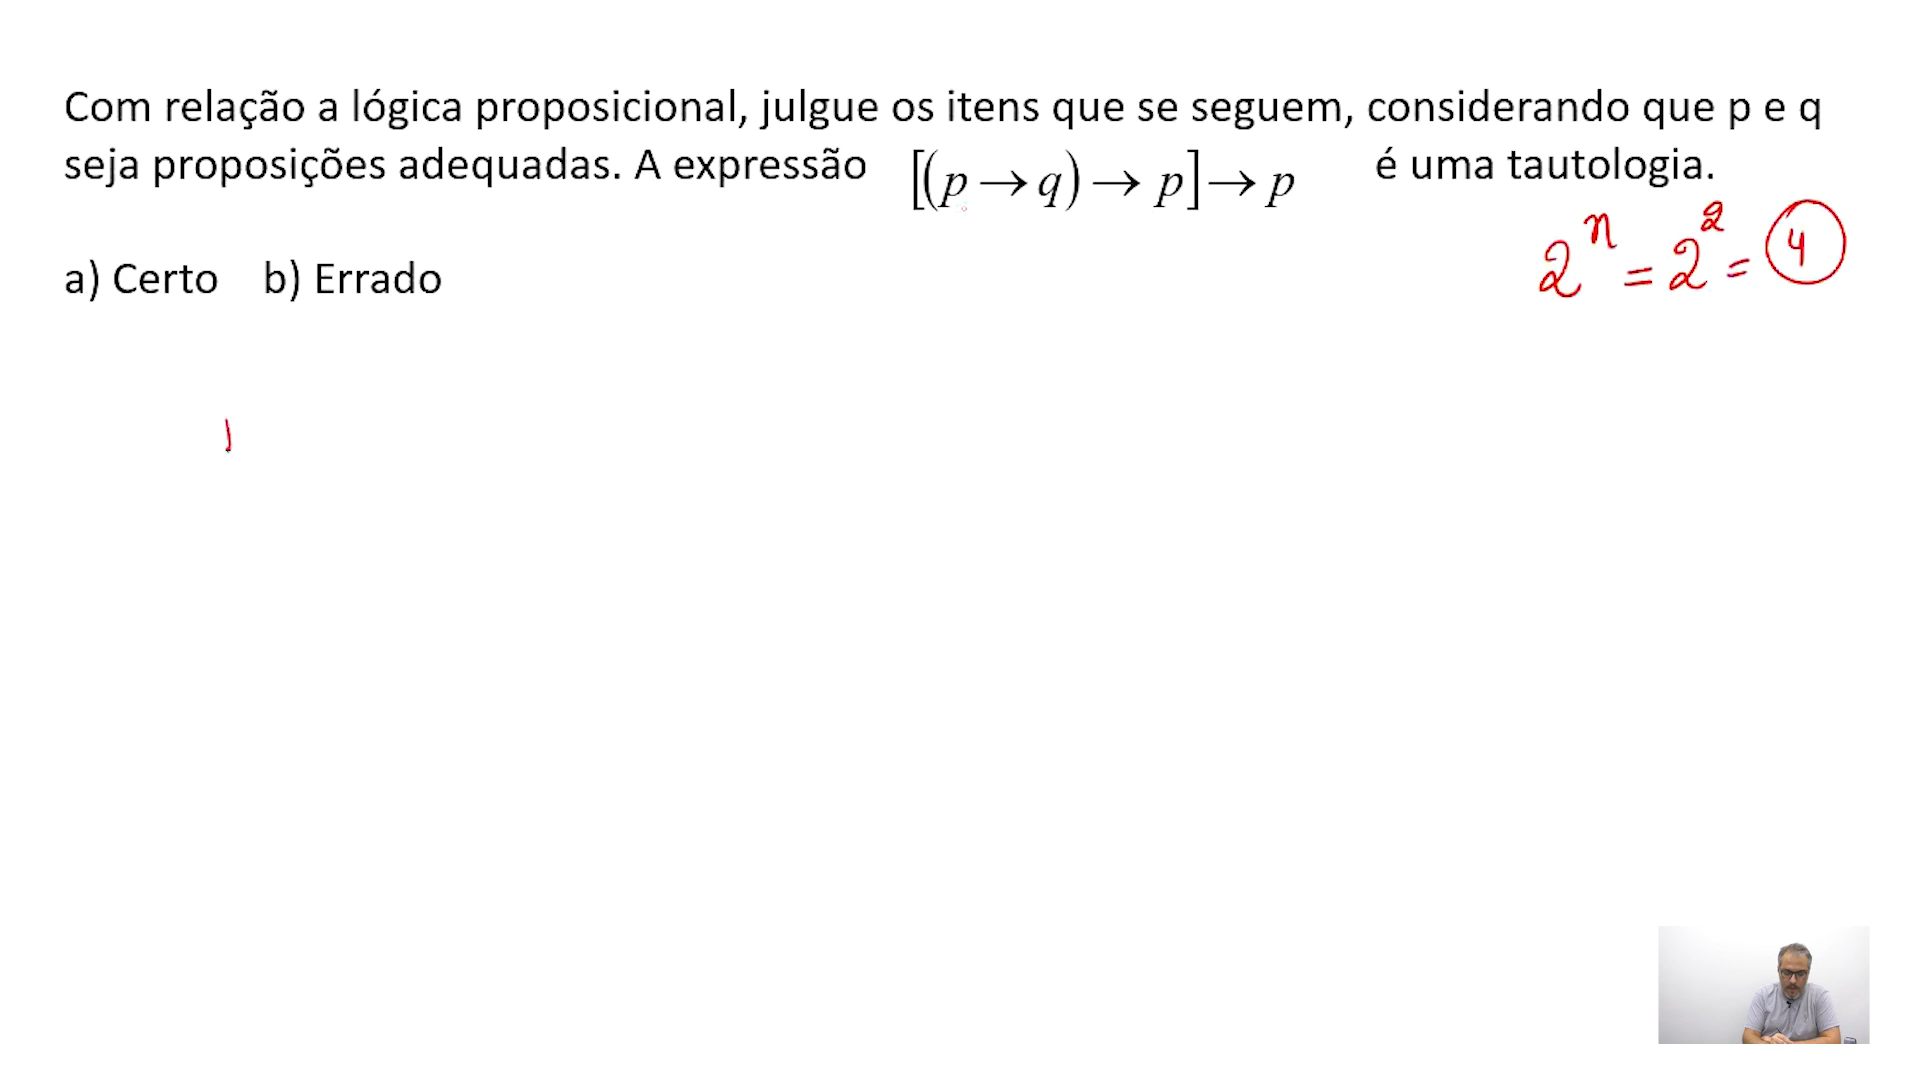 Com relação a lógica proposicional, julgue os itens que se seguem, considerando que p e q
seja proposições adequadas. A expressão [(p → q) → p] → p é uma tautologia.
2ⁿ = 2² = 4
a) Certo b) Errado